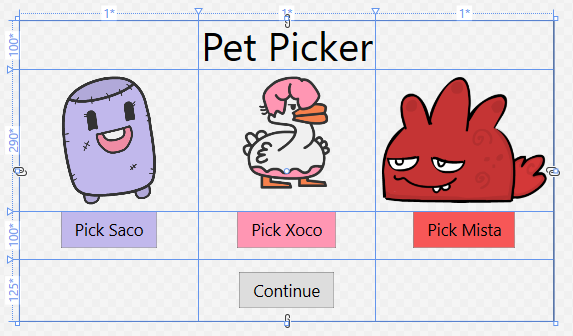 1* 1* 1*
100*
Pet Picker
290*
100*
Pick Saco Pick Xoco Pick Mista
125*
Continue